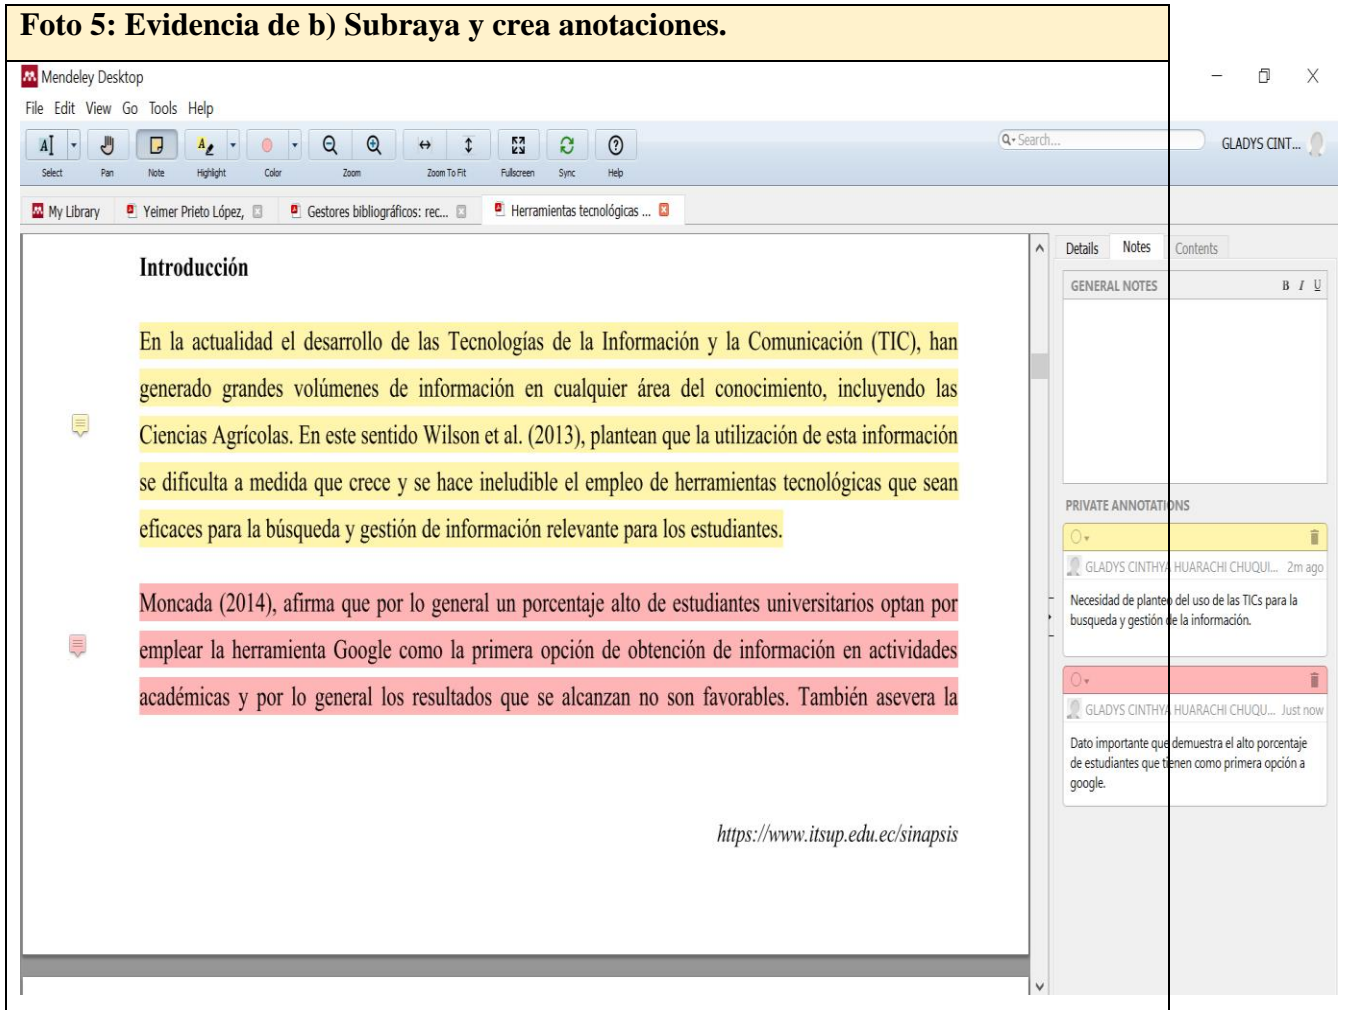 Foto 5: Evidencia de b) Subraya y crea anotaciones.
Mendeley Desktop
File Edit View Go Tools Help
Select Pan Note Highlight Color Zoom Zoom To Fit Fullscreen Sync Help
Search...
GLADYS CINT...
My Library
Yeimer Prieto López,
Gestores bibliográficos: rec...
Herramientas tecnológicas ...
Introducción
En la actualidad el desarrollo de las Tecnologías de la Información y la Comunicación (TIC), han
generado grandes volúmenes de información en cualquier área del conocimiento, incluyendo las
Ciencias Agrícolas. En este sentido Wilson et al. (2013), plantean que la utilización de esta información
se dificulta a medida que crece y se hace ineludible el empleo de herramientas tecnológicas que sean
eficaces para la búsqueda y gestión de información relevante para los estudiantes.
Moncada (2014), afirma que por lo general un porcentaje alto de estudiantes universitarios optan por
emplear la herramienta Google como la primera opción de obtención de información en actividades
académicas y por lo general los resultados que se alcanzan no son favorables. También asevera la
https://www.itsup.edu.ec/sinapsis
Details Notes Contents
GENERAL NOTES B I U
PRIVATE ANNOTATIONS
GLADYS CINTHYA HUARACHI CHUQUI... 2m ago
Necesidad de planteo del uso de las TICs para la
busqueda y gestión de la información.
GLADYS CINTHYA HUARACHI CHUQU... Just now
Dato importante que demuestra el alto porcentaje
de estudiantes que tienen como primera opción a
google.